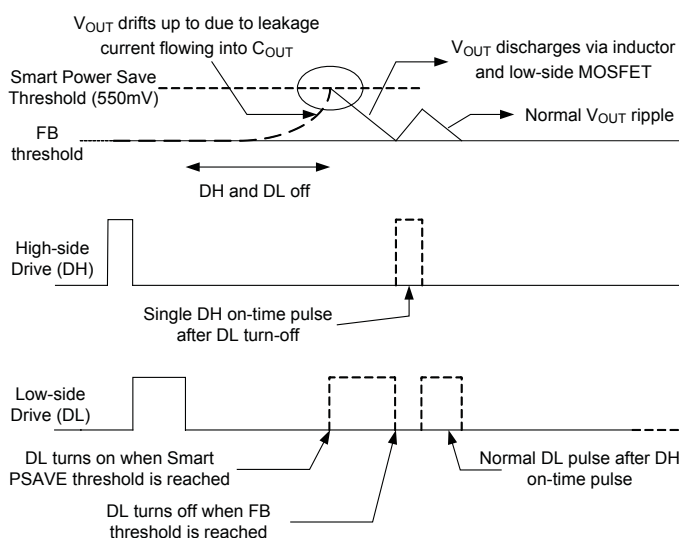 VOUT drifts up to due to leakage
current flowing into COUT
VOUT discharges via inductor
and low-side MOSFET
Smart Power Save
Threshold (550mV)
FB
threshold
Normal VOUT ripple
DH and DL off
High-side
Drive (DH)
Single DH on-time pulse
after DL turn-off
Low-side
Drive (DL)
DL turns on when Smart
PSAVE threshold is reached
Normal DL pulse after DH
on-time pulse
DL turns off when FB
threshold is reached